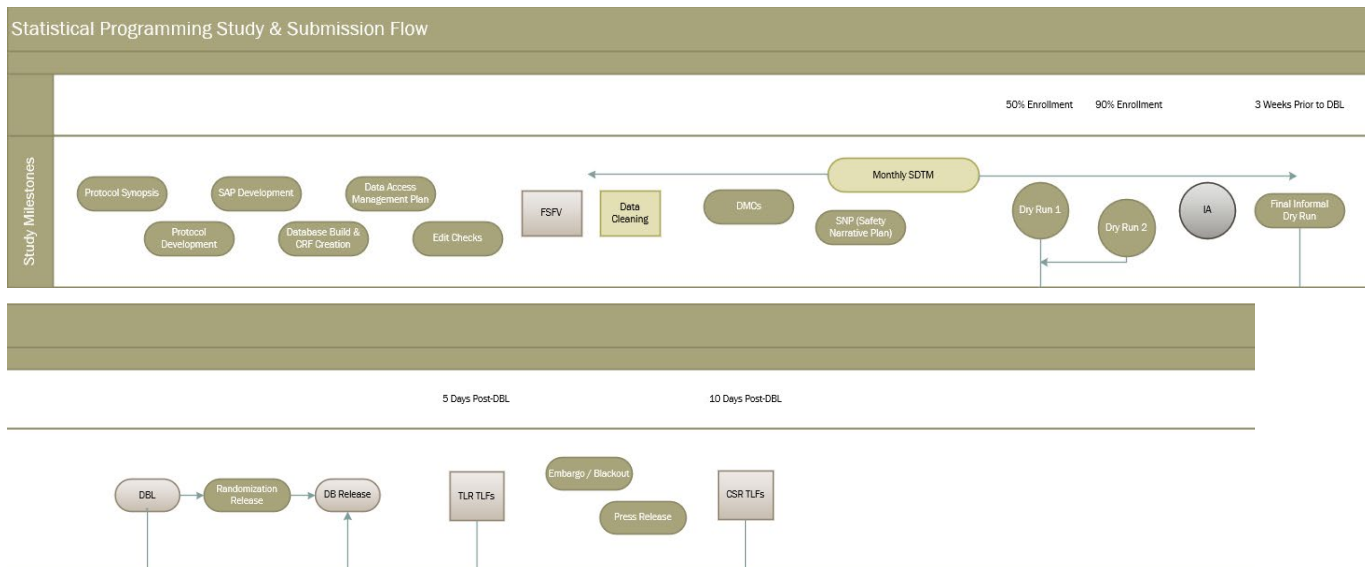 Statistical Programming Study & Submission Flow
50% Enrollment
90% Enrollment
3 Weeks Prior to DBL
Study Milestones
Protocol Synopsis
Protocol
Development
SAP Development
Database Build &
CRF Creation
Data Access
Management Plan
Edit Checks
FSFV
Data
Cleaning
DMCs
Monthly SDTM
SNP (Safety
Narrative Plan)
Dry Run 1
Dry Run 2
IA
Final Informal
Dry Run
5 Days Post-DBL
10 Days Post-DBL
DBL
Randomization
Release
DB Release
TLR TLFs
Embargo / Blackout
Press Release
CSR TLFs